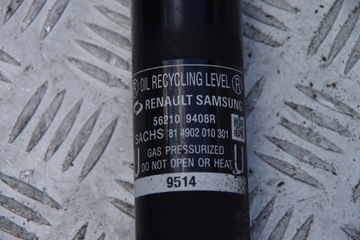 ® OIL RECYCLING LEVEL ®
RENAULT SAMSUNG
56210 9408R
SACHS 81 4902 010 301
U GAS PRESSURIZED U
DO NOT OPEN OR HEAT
9514